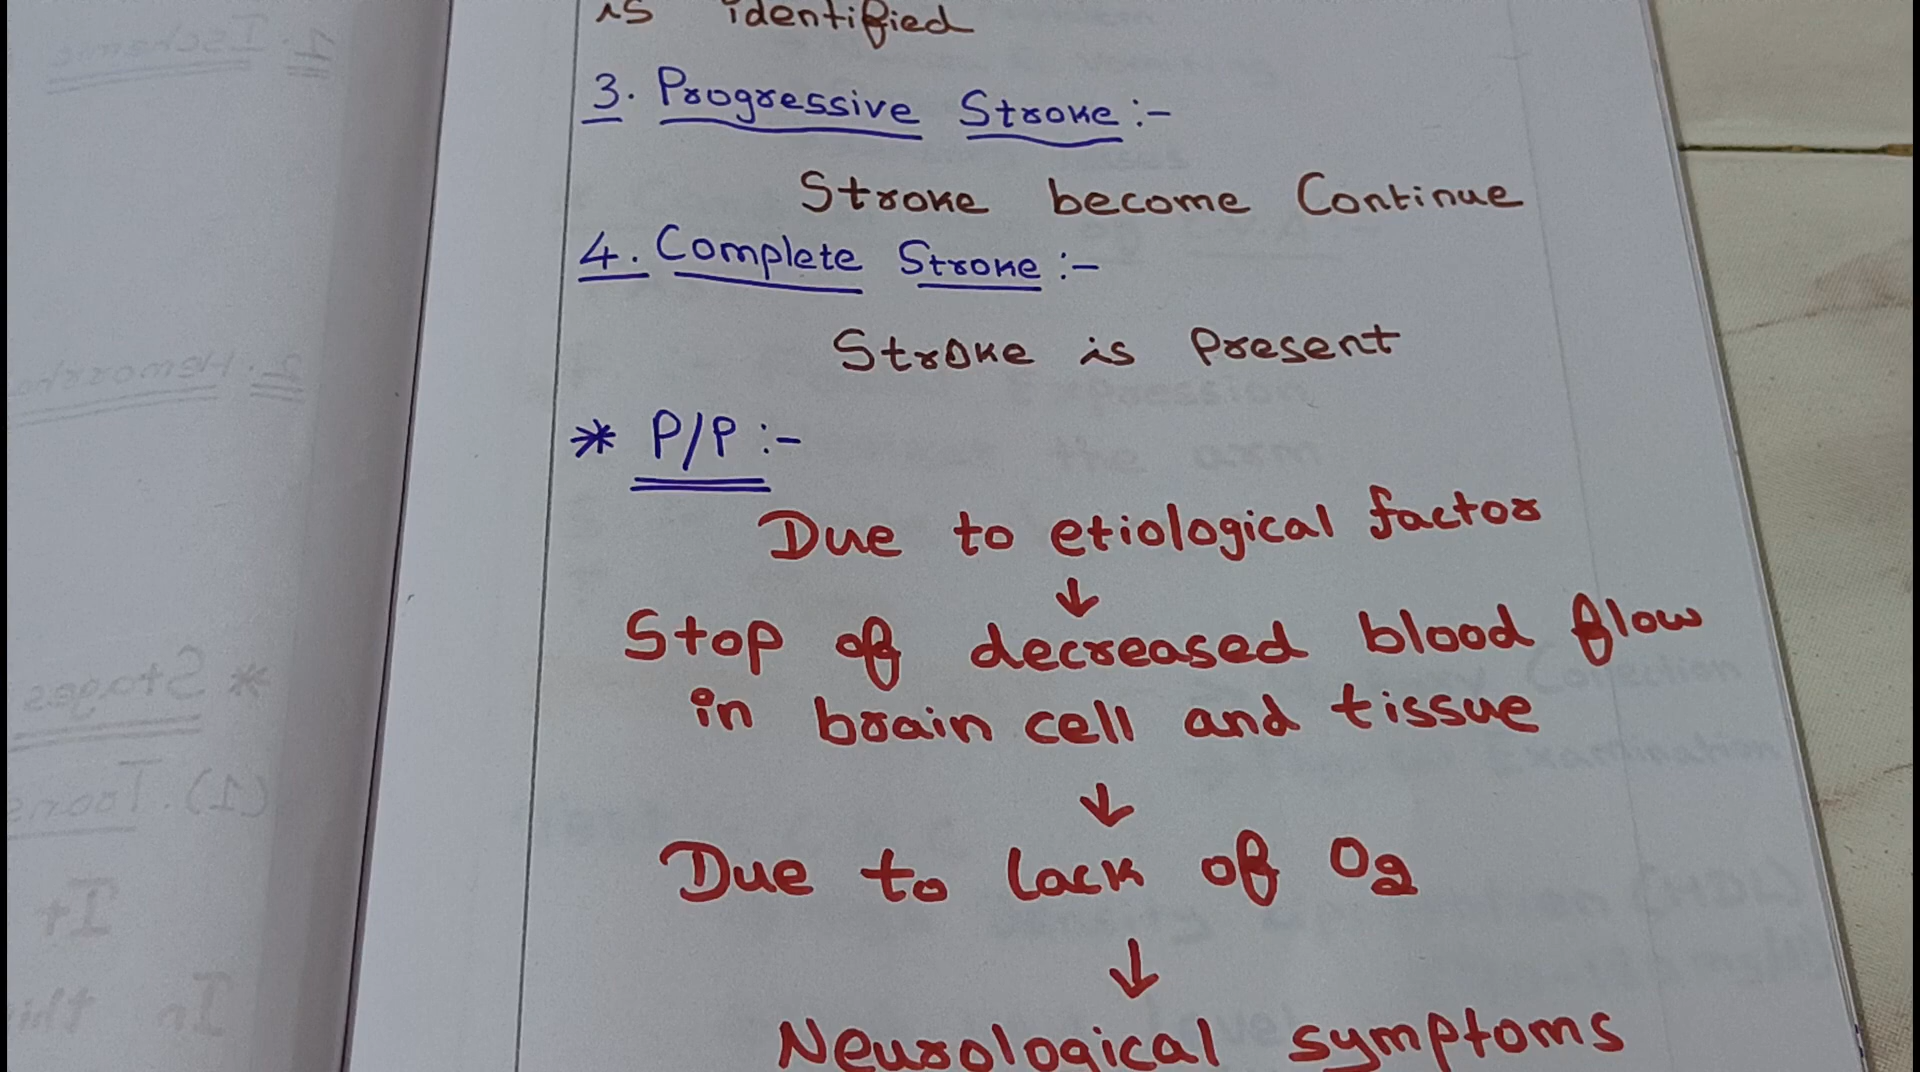 is identified
3. Progressive Stroke :-
Stroke become Continue
4. Complete Stroke :-
Stroke is Present
* P/P :-
Due to etiological factor
↓
Stop of decreased blood flow
in brain cell and tissue
↓
Due to lack of O2
↓
Neurological symptoms